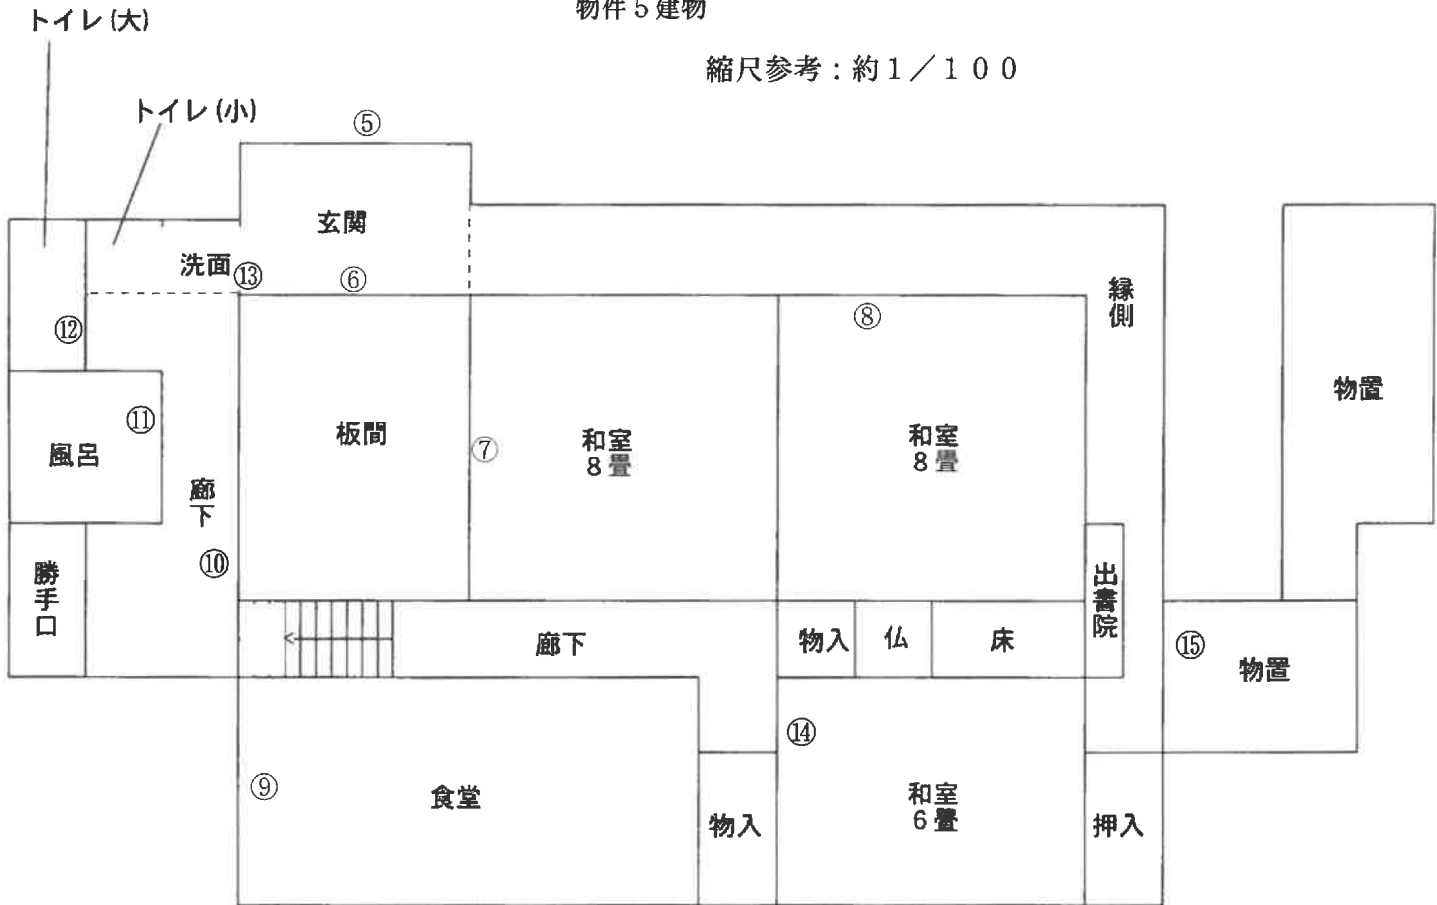 物件5建物
トイレ(大)
縮尺参考：約1／100
トイレ(小)
⑤
玄関
洗面
⑬
⑥
縁側
⑫
⑧
物置
⑪
板間
⑦
和室
8畳
和室
8畳
風呂
廊下
⑩
勝手口
出書院
廊下
物入
仏
床
⑮
物置
⑭
⑨
食堂
物入
和室
6畳
押入